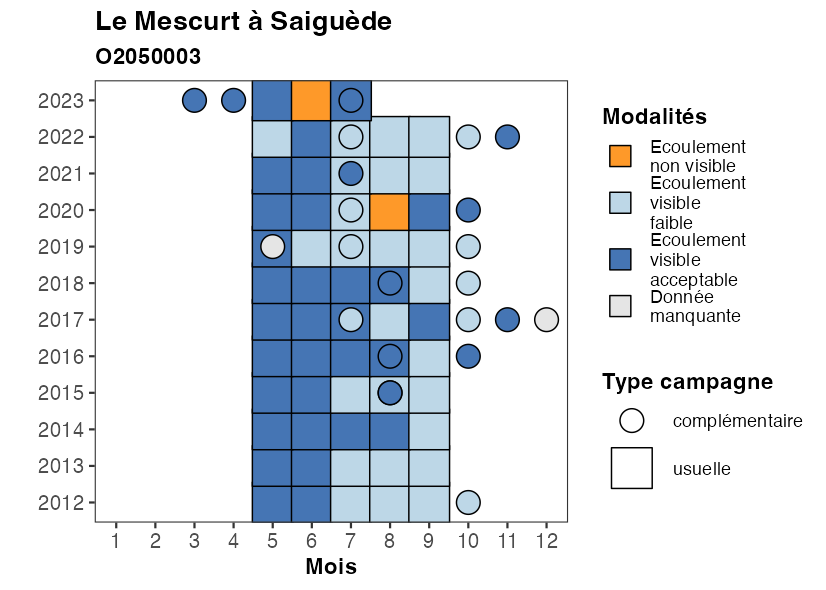 Le Mescurt à Saiguède
O2050003
2023
2022
2021
2020
2019
2018
2017
2016
2015
2014
2013
2012
1 2 3 4 5 6 7 8 9 10 11 12
Mois
Modalités
Ecoulement
non visible
Ecoulement
visible
faible
Ecoulement
visible
acceptable
Donnée
manquante
Type campagne
complémentaire
usuelle